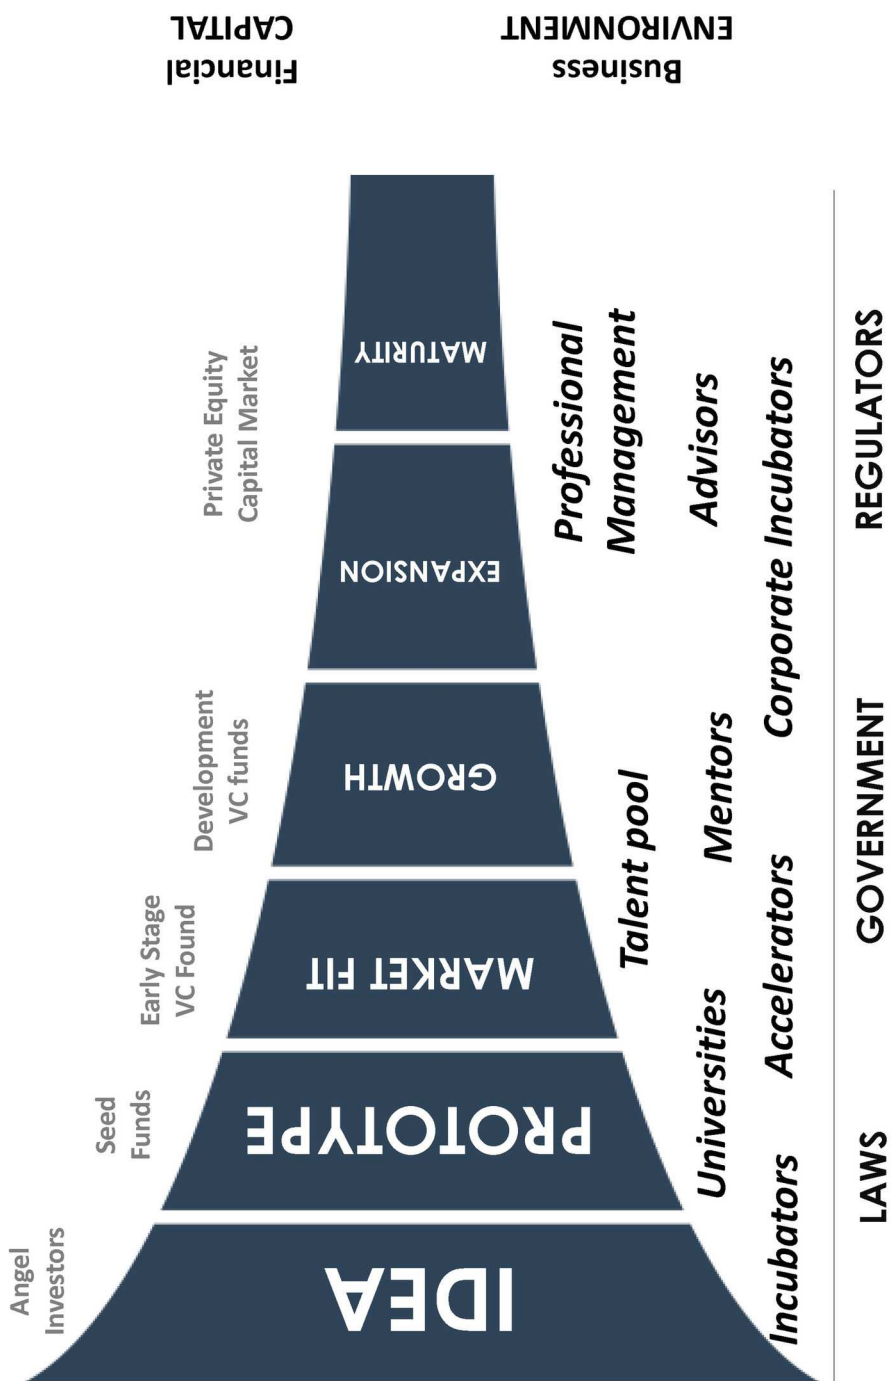 Angel
Investors
Seed
Funds
Early Stage
VC Found
Development
VC funds
Private Equity
Capital Market
Financial
CAPITAL
IDEA
PROTOTYPE
MARKET FIT
GROWTH
EXPANSION
MATURITY
Business
ENVIRONMENT
Professional
Management
Talent pool
Universities
Mentors
Advisors
Incubators
Accelerators
Corporate Incubators
LAWS
GOVERNMENT
REGULATORS